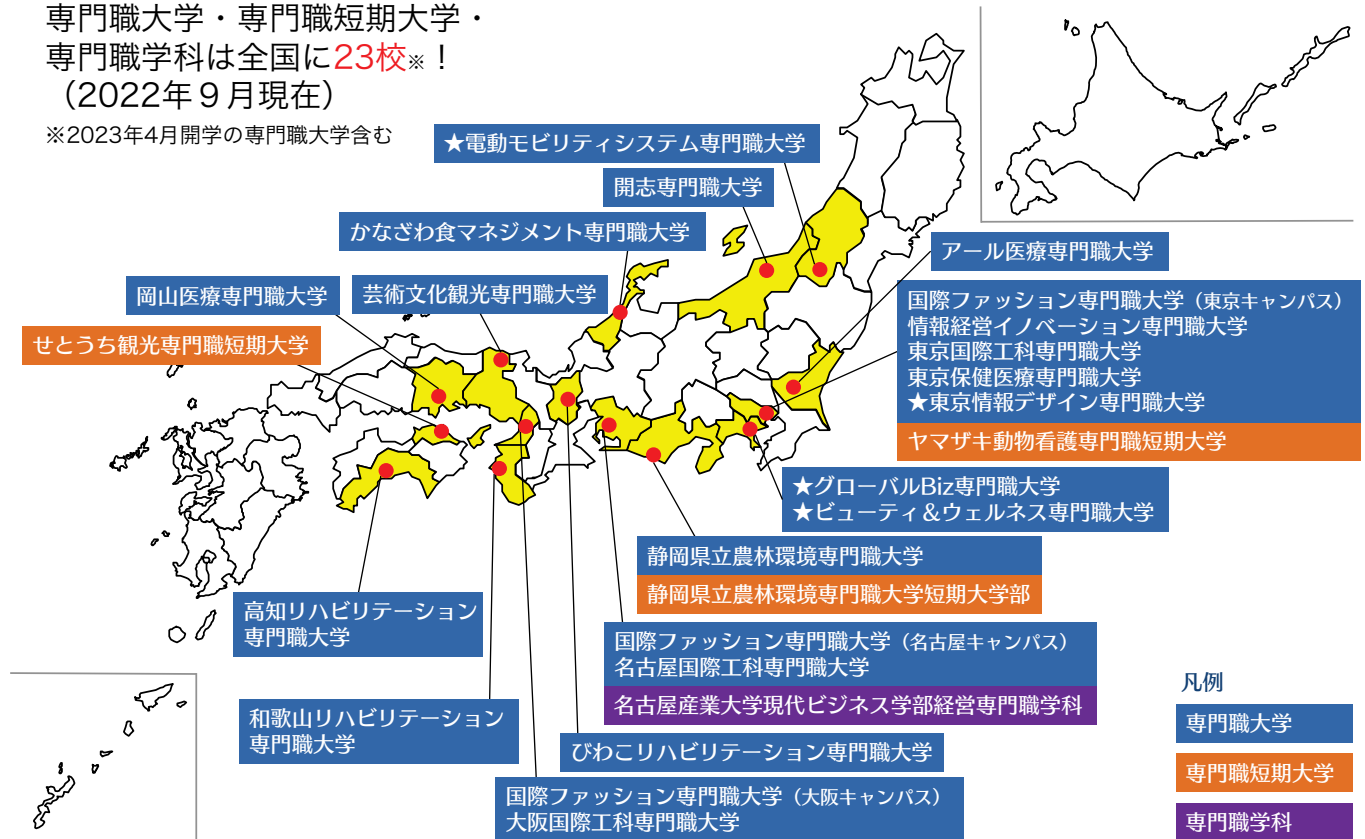 専門職大学・専門職短期大学・
専門職学科は全国に23校※！
（2022年９月現在）
※2023年4月開学の専門職大学含む
★電動モビリティシステム専門職大学
開志専門職大学
かなざわ食マネジメント専門職大学
アール医療専門職大学
岡山医療専門職大学
芸術文化観光専門職大学
せとうち観光専門職短期大学
国際ファッション専門職大学（東京キャンパス）
情報経営イノベーション専門職大学
東京国際工科専門職大学
東京保健医療専門職大学
★東京情報デザイン専門職大学
ヤマザキ動物看護専門職短期大学
★グローバルBiz専門職大学
★ビューティ＆ウェルネス専門職大学
静岡県立農林環境専門職大学
静岡県立農林環境専門職大学短期大学部
高知リハビリテーション
専門職大学
国際ファッション専門職大学（名古屋キャンパス）
名古屋国際工科専門職大学
名古屋産業大学現代ビジネス学部経営専門職学科
和歌山リハビリテーション
専門職大学
びわこリハビリテーション専門職大学
国際ファッション専門職大学（大阪キャンパス）
大阪国際工科専門職大学
凡例
専門職大学
専門職短期大学
専門職学科